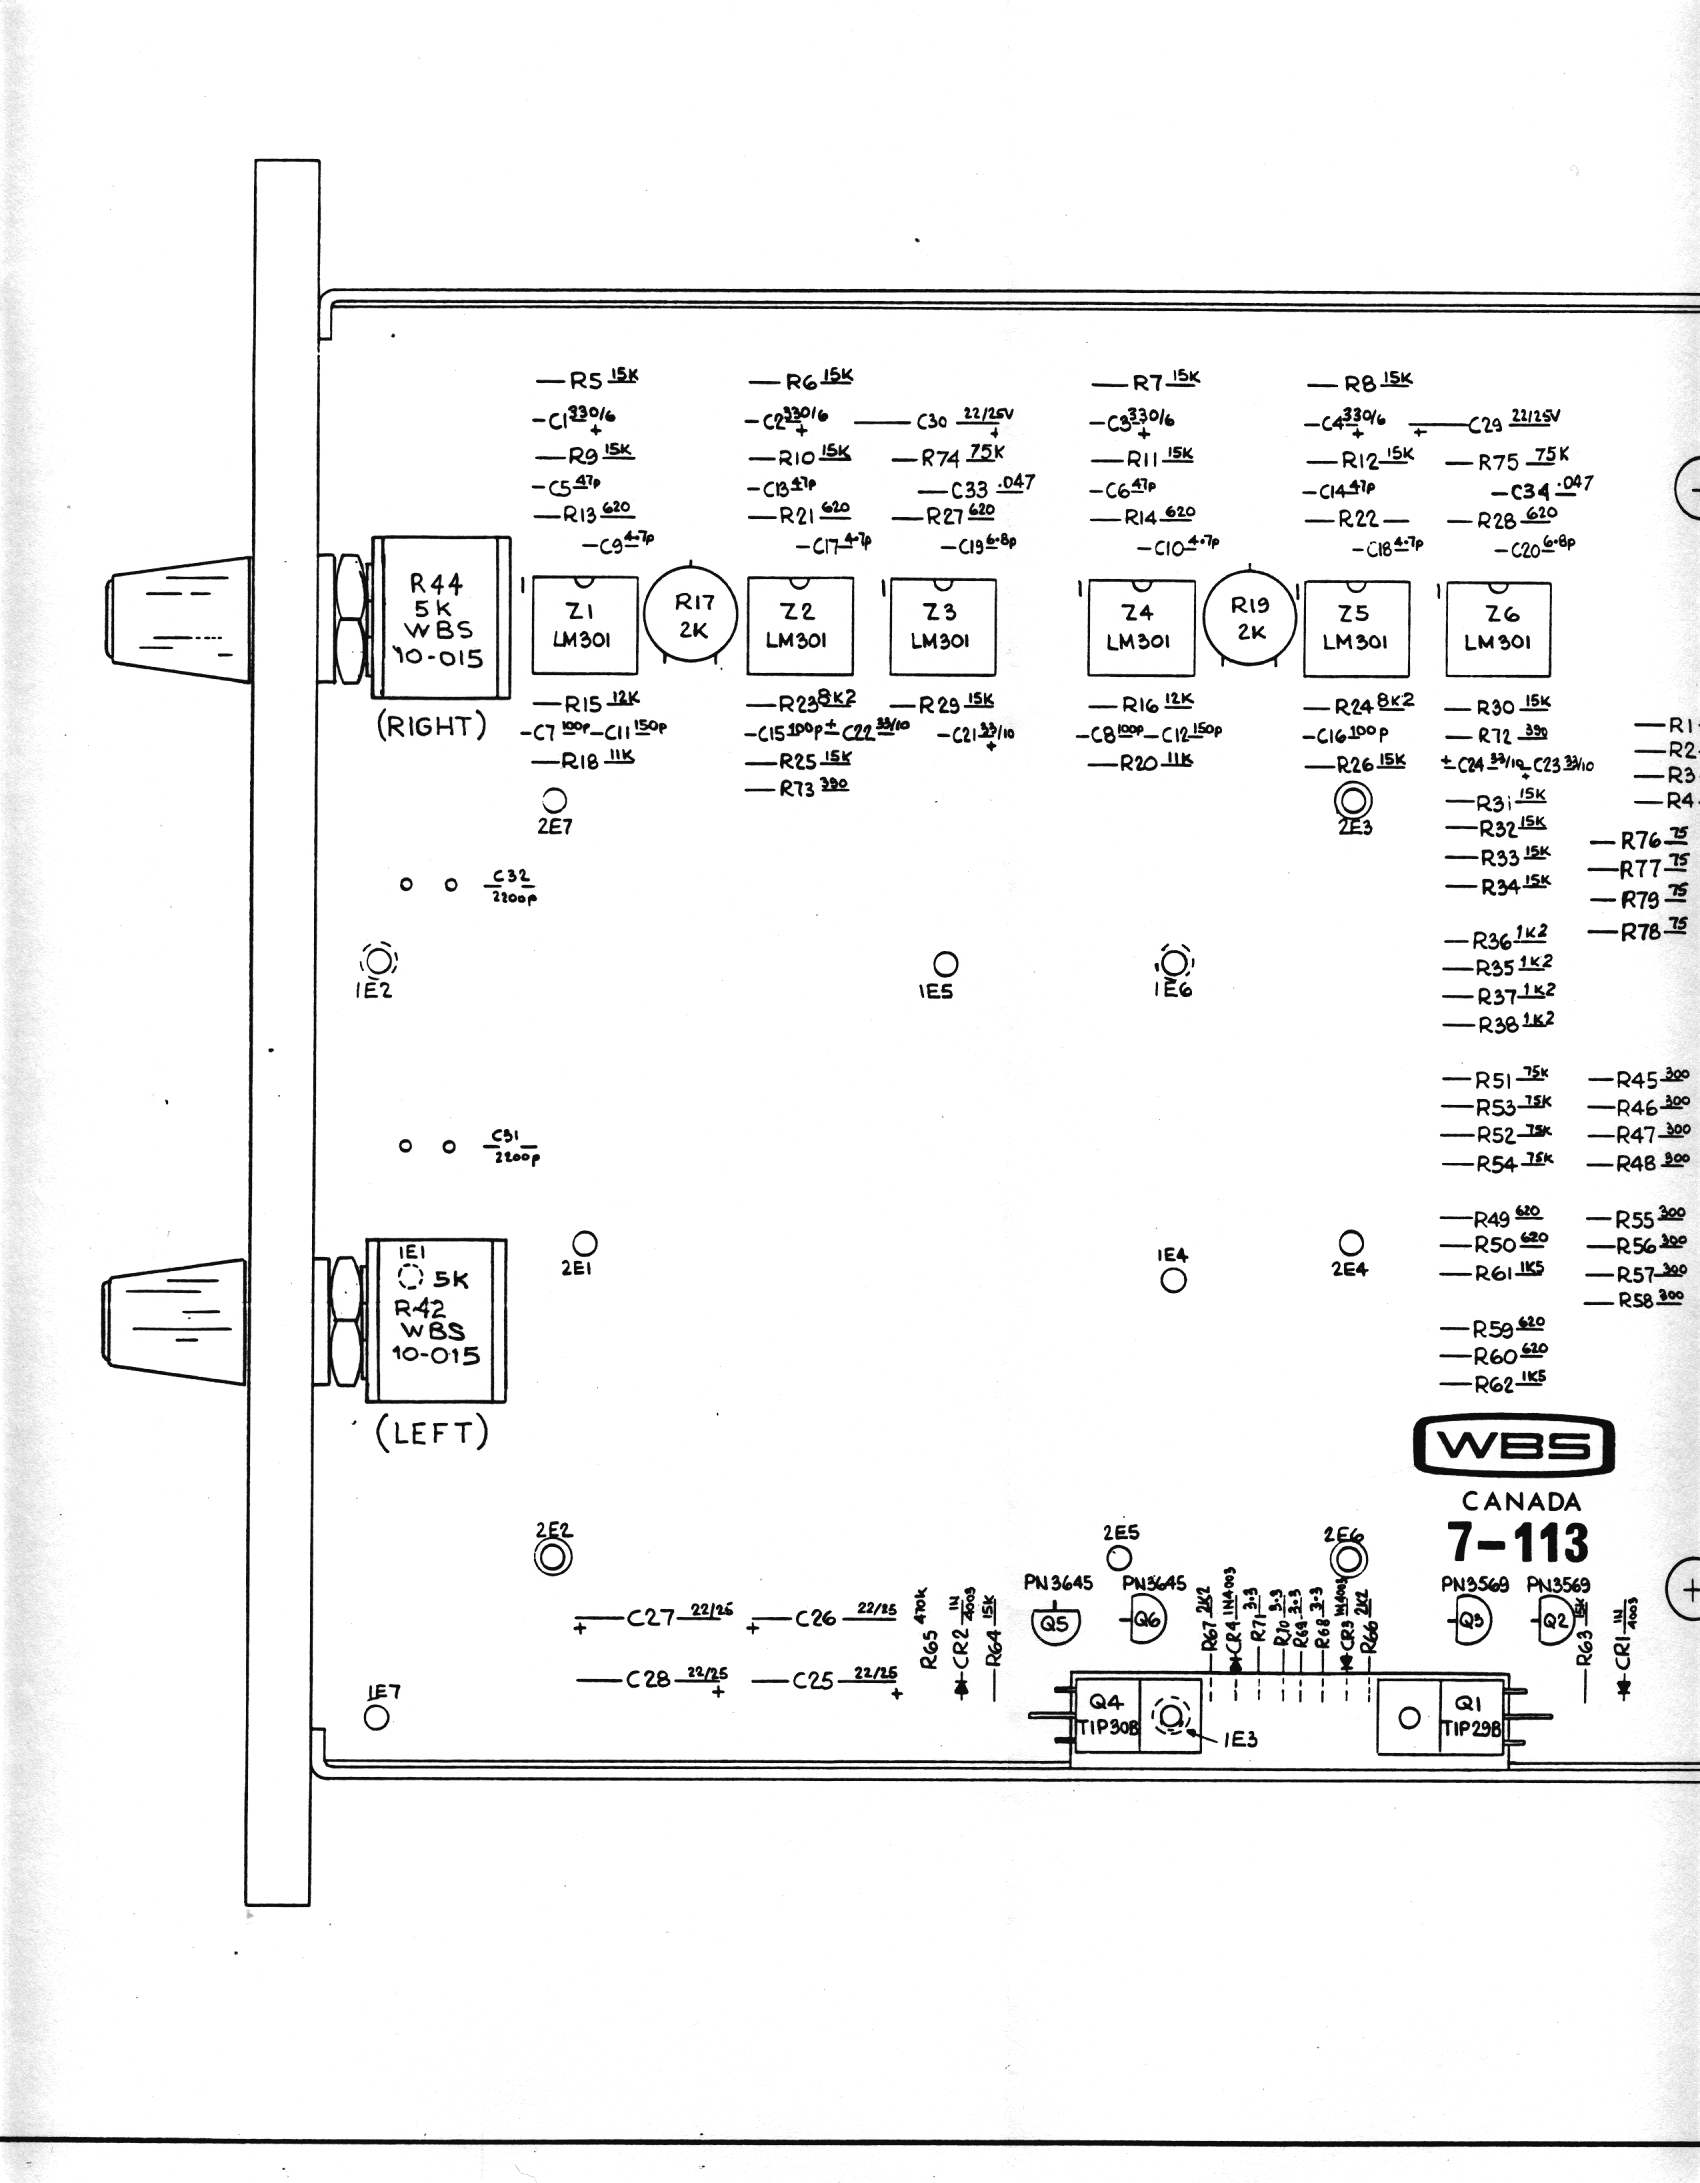 R5 15K R6 15K R7 15K R8 15K
C1 330/6 + C2 330/6 + C30 22/25V + C3 330/6 + C4 330/6 + + C29 22/25V
R9 15K R10 15K R74 75K R11 15K R12 15K R75 75K
C5 47p C13 47p C33 .047 C6 47p C14 47p C34 .047
R13 620 R21 620 R27 620 R14 620 R22 R28 620
C9 4.7p C17 4.7p C19 6.8p C10 4.7p C18 4.7p C20 6.8p
R44
5K
WBS
10-015
(RIGHT)
Z1
LM301
R17
2K
Z2
LM301
Z3
LM301
Z4
LM301
R19
2K
Z5
LM301
Z6
LM301
R15 12K R23 8K2 R29 15K R16 12K R24 8K2 R30 15K
C7 100p C11 150p C15 100p + C22 33/10 C21 33/10 + C8 100p C12 150p C16 100p R72 390
R18 11K R25 15K R20 11K R26 15K + C24 33/10 + C23 33/10
R73 390
R1
R2
R3
R4
2E7
2E3
R31 15K
R32 15K
R33 15K
R34 15K
R76 75
R77 75
R79 75
R78 75
C32
2200p
1E2
1E5
1E6
R36 1K2
R35 1K2
R37 1K2
R38 1K2
R51 75K R45 300
R53 75K R46 300
R52 75K R47 300
R54 75K R48 300
C31
2200p
R49 620 R55 300
R50 620 R56 300
R61 1K5 R57 300
R58 300
R59 620
R60 620
R62 1K5
1E1
5K
R42
WBS
10-015
(LEFT)
2E1
1E4
2E4
WBS
CANADA
7-113
2E2
2E5
2E6
PN3645 PN3645
Q5 Q6
PN3569 PN3569
Q3 Q2
+ C27 22/25 + C26 22/25
C28 22/25 + C25 22/25 +
R65 470K
CR2 1N4003
R64 15K
R67 2K2
CR4 1N4003
R71 3.3
R70 3.3
R69 3.3
R68 3.3
CR3 1N4003
R66 2K2
R63 15K
CR1 1N4003
1E7
Q4
TIP30B
1E3
Q1
TIP29B